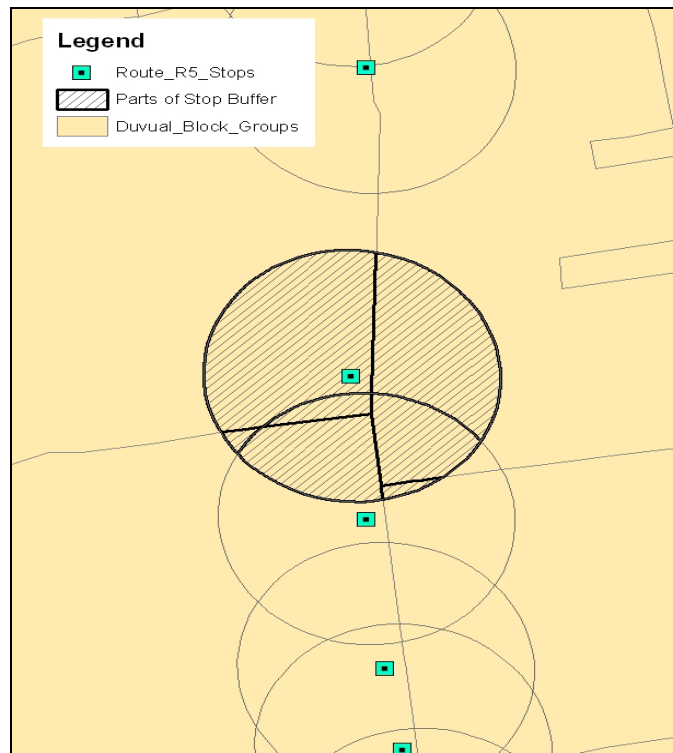 Legend
Route_R5_Stops
Parts of Stop Buffer
Duvual_Block_Groups